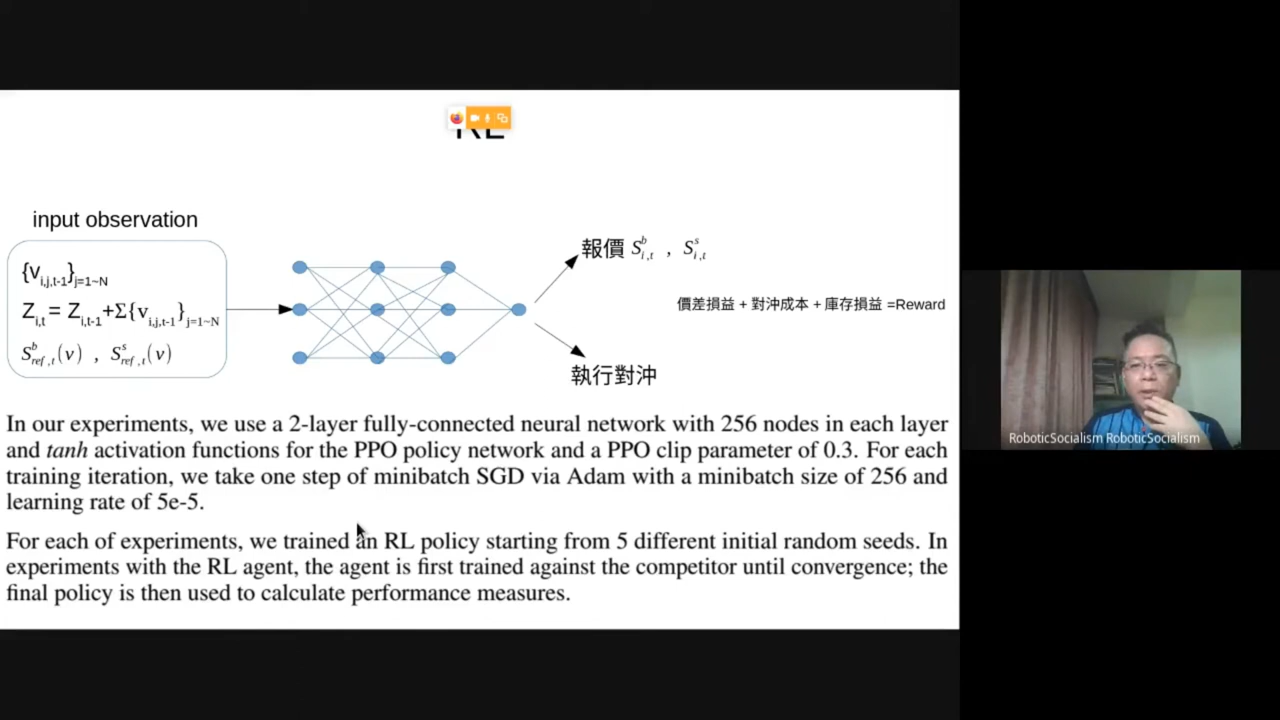 RL
input observation
{v_{i,j,t-1}}_{j=1~N}
Z_{i,t} = Z_{i,t-1}+Σ{v_{i,j,t-1}}_{j=1~N}
S^b_{ref,t}(v) , S^s_{ref,t}(v)
報價 S^b_{i,t} , S^s_{i,t}
價差損益 + 對沖成本 + 庫存損益 =Reward
執行對沖
In our experiments, we use a 2-layer fully-connected neural network with 256 nodes in each layer
and tanh activation functions for the PPO policy network and a PPO clip parameter of 0.3. For each
training iteration, we take one step of minibatch SGD via Adam with a minibatch size of 256 and
learning rate of 5e-5.
For each of experiments, we trained an RL policy starting from 5 different initial random seeds. In
experiments with the RL agent, the agent is first trained against the competitor until convergence; the
final policy is then used to calculate performance measures.
RoboticSocialism RoboticSocialism